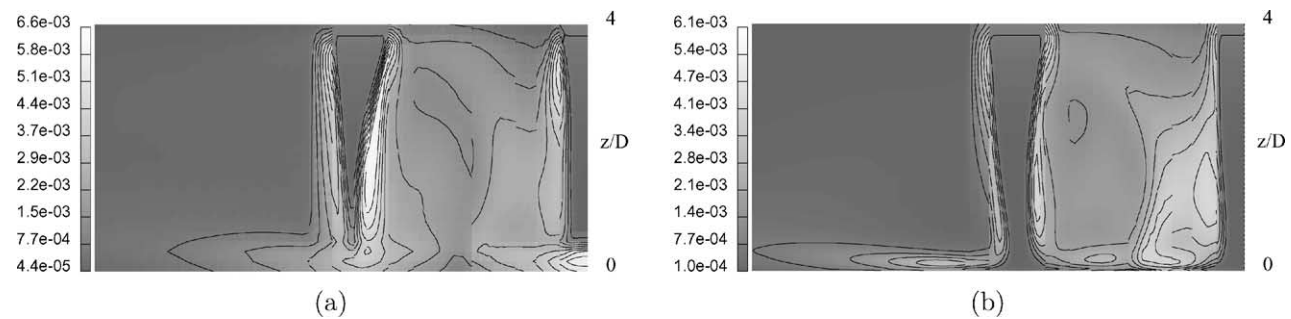 6.6e-03
5.8e-03
5.1e-03
4.4e-03
3.7e-03
2.9e-03
2.2e-03
1.5e-03
7.7e-04
4.4e-05
4
z/D
0
(a)
6.1e-03
5.4e-03
4.7e-03
4.1e-03
3.4e-03
2.8e-03
2.1e-03
1.4e-03
7.7e-04
1.0e-04
4
z/D
0
(b)